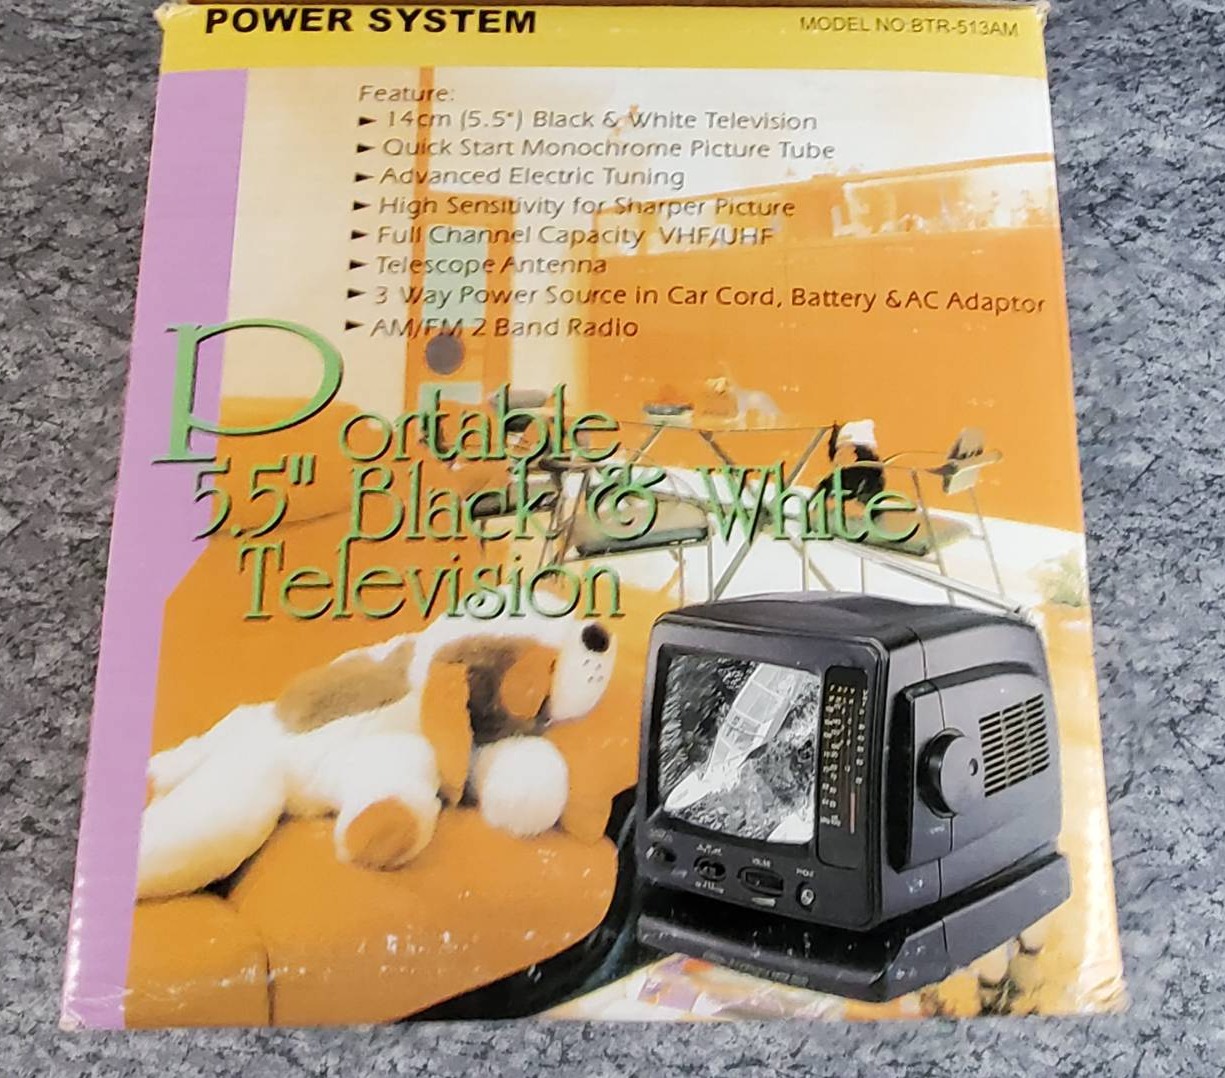 POWER SYSTEM
MODEL NO:BTR-513AM
Feature:
► 14cm (5.5") Black & White Television
► Quick Start Monochrome Picture Tube
► Advanced Electric Tuning
► High Sensitivity for Sharper Picture
► Full Channel Capacity VHF/UHF
► Telescope Antenna
► 3 Way Power Source in Car Cord, Battery &AC Adaptor
► AM/FM 2 Band Radio
Portable
5.5" Black & White
Television